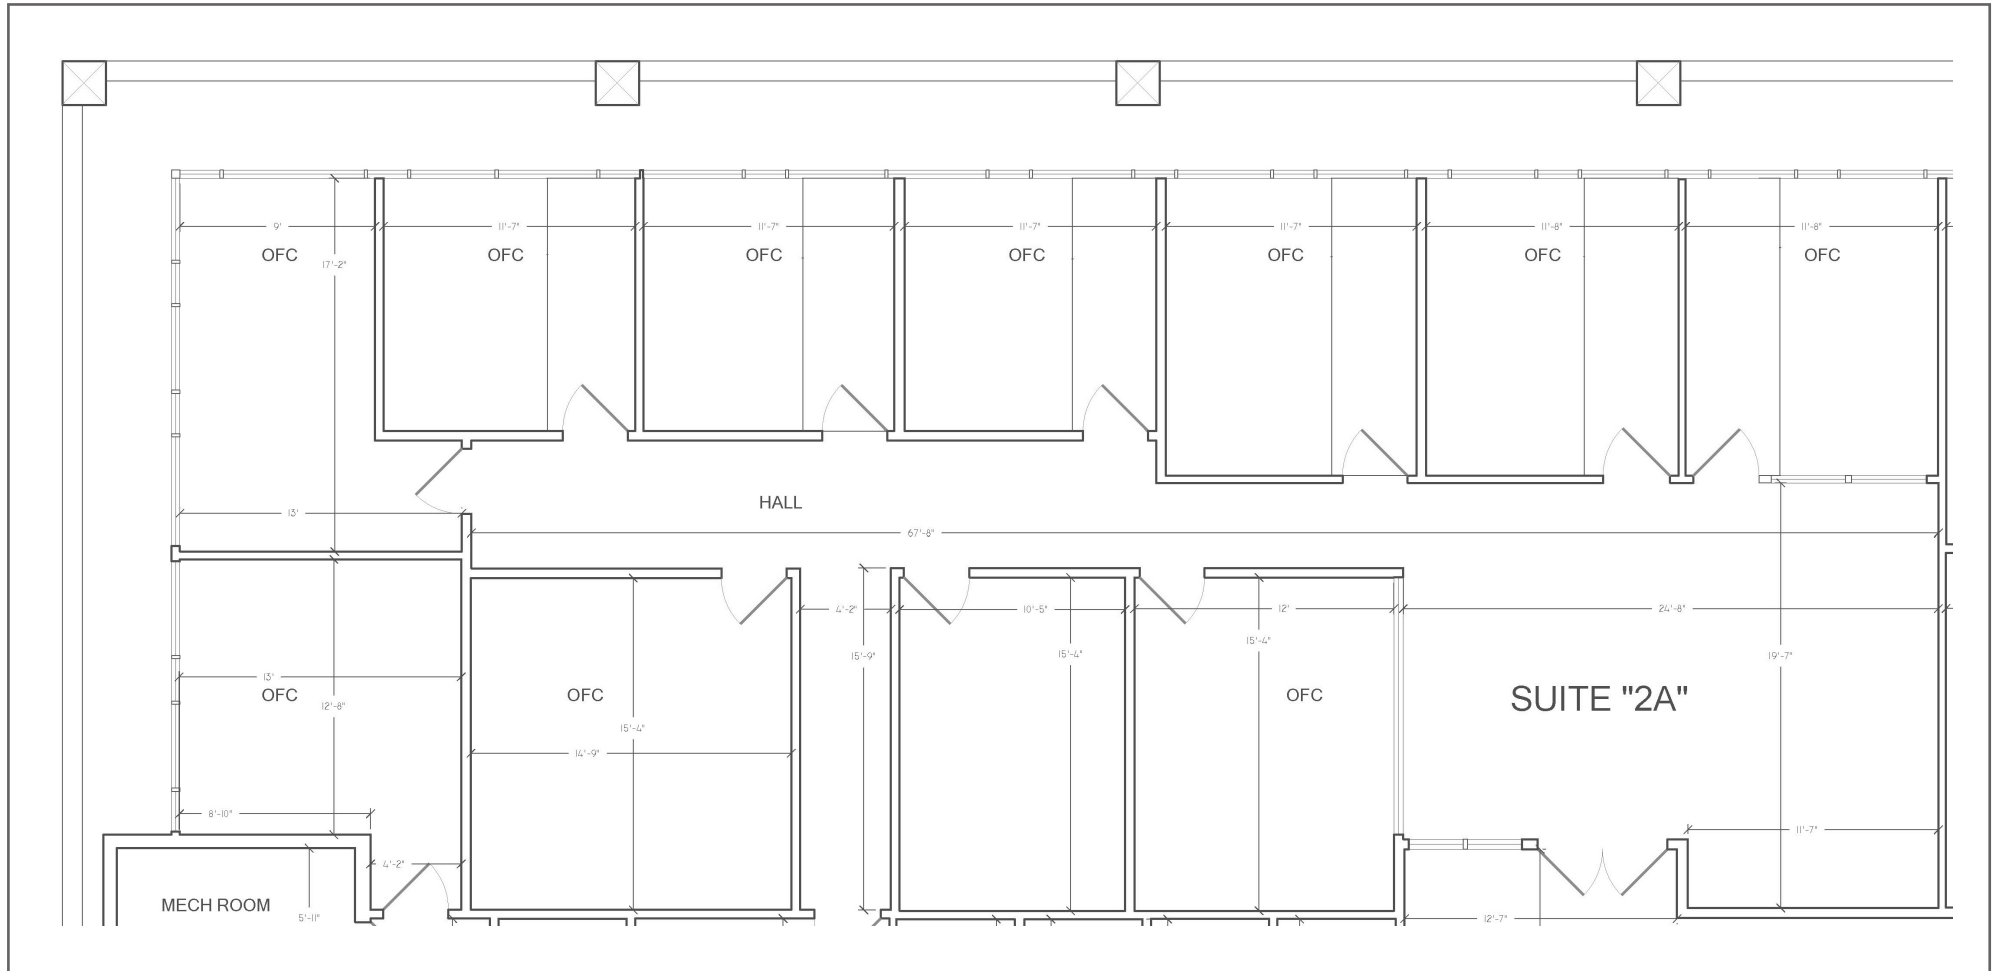 9'
11'-7"
11'-7"
11'-7"
11'-7"
11'-8"
11'-8"
OFC
OFC
OFC
OFC
OFC
OFC
OFC
17'-2"
HALL
13'
67'-8"
4'-2"
10'-5"
12'
24'-8"
15'-4"
15'-9"
15'-4"
19'-7"
13'
OFC
OFC
OFC
SUITE "2A"
12'-8"
15'-4"
14'-9"
8'-10"
11'-7"
4'-2"
MECH ROOM
5'-11"
12'-7"